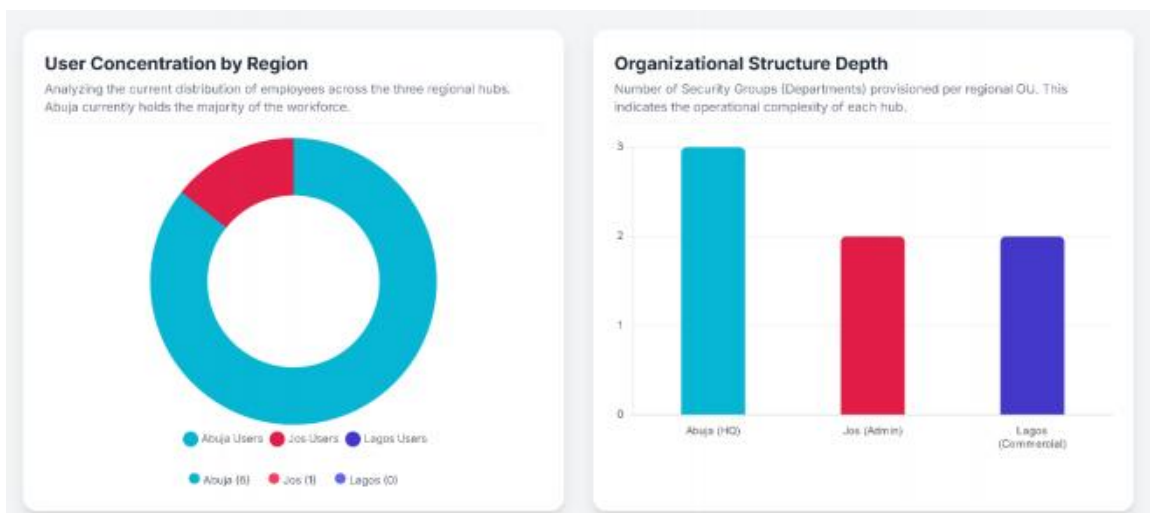 User Concentration by Region
Analyzing the current distribution of employees across the three regional hubs.
Abuja currently holds the majority of the workforce.
Abuja Users Jos Users Lagos Users
Abuja (6) Jos (1) Lagos (0)
Organizational Structure Depth
Number of Security Groups (Departments) provisioned per regional OU. This
indicates the operational complexity of each hub.
3
2
1
0
Abuja (HQ) Jos (Admin) Lagos
(Commercial)